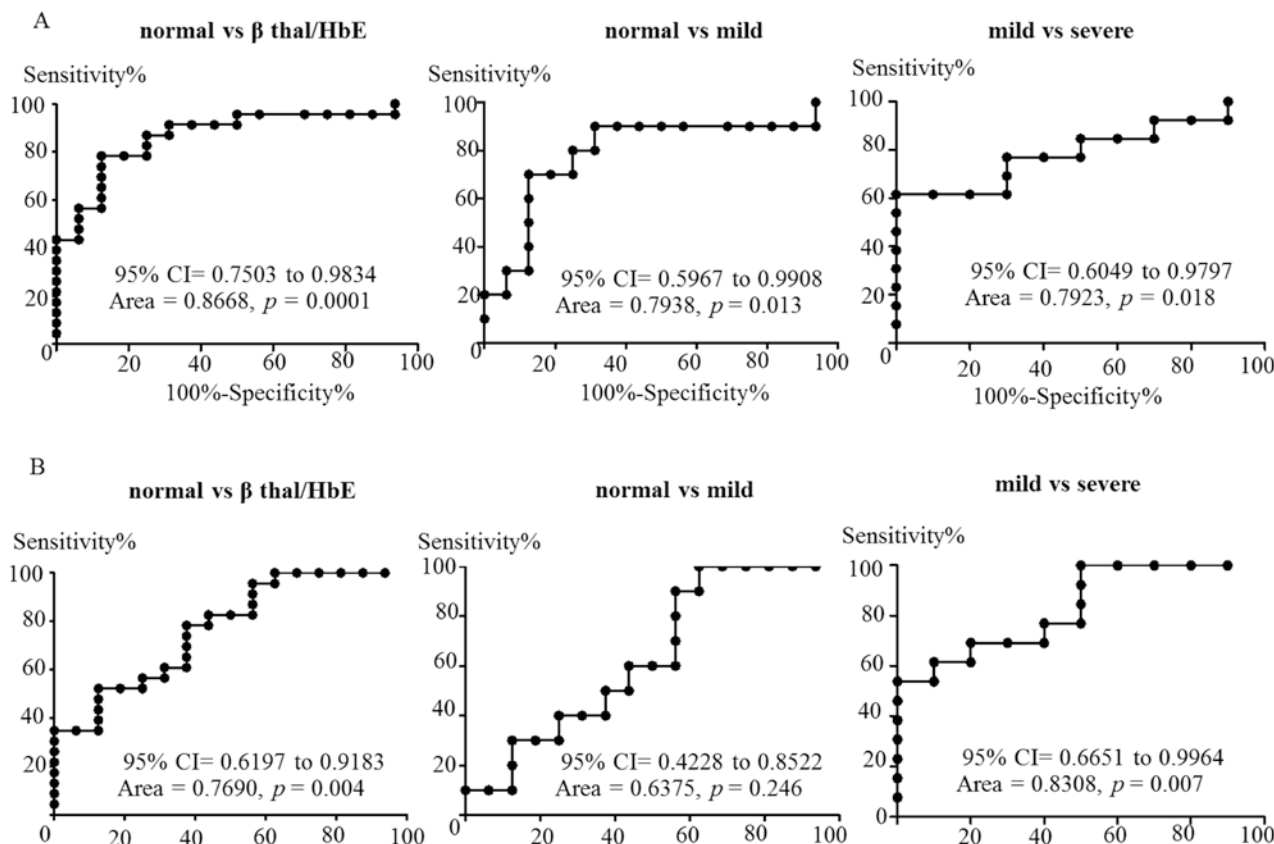 A
normal vs β thal/HbE
Sensitivity%
100
80
60
40
20
0
95% CI= 0.7503 to 0.9834
Area = 0.8668, p = 0.0001
20 40 60 80 100
100%-Specificity%
normal vs mild
Sensitivity%
100
80
60
40
20
0
95% CI= 0.5967 to 0.9908
Area = 0.7938, p = 0.013
20 40 60 80 100
100%-Specificity%
mild vs severe
Sensitivity%
100
80
60
40
20
0
95% CI= 0.6049 to 0.9797
Area = 0.7923, p = 0.018
20 40 60 80 100
100%-Specificity%
B
normal vs β thal/HbE
Sensitivity%
100
80
60
40
20
0
95% CI= 0.6197 to 0.9183
Area = 0.7690, p = 0.004
20 40 60 80 100
normal vs mild
Sensitivity%
100
80
60
40
20
0
95% CI= 0.4228 to 0.8522
Area = 0.6375, p = 0.246
20 40 60 80 100
mild vs severe
Sensitivity%
100
80
60
40
20
0
95% CI= 0.6651 to 0.9964
Area = 0.8308, p = 0.007
20 40 60 80 100